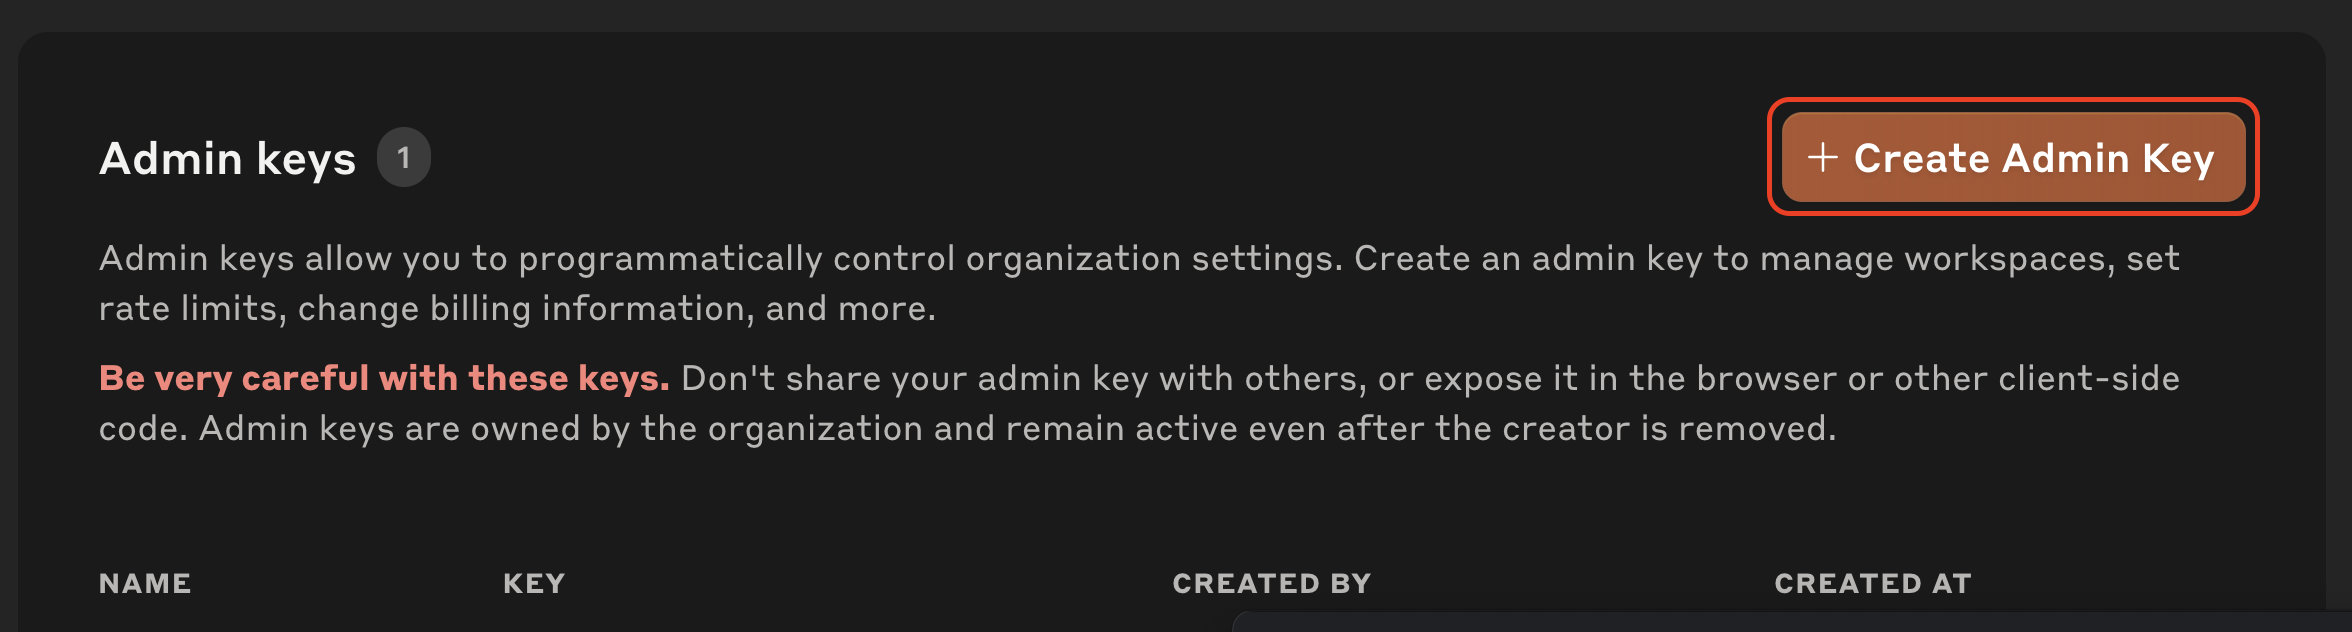 Admin keys 1
+ Create Admin Key
Admin keys allow you to programmatically control organization settings. Create an admin key to manage workspaces, set
rate limits, change billing information, and more.
Be very careful with these keys. Don't share your admin key with others, or expose it in the browser or other client-side
code. Admin keys are owned by the organization and remain active even after the creator is removed.
NAME KEY CREATED BY CREATED AT